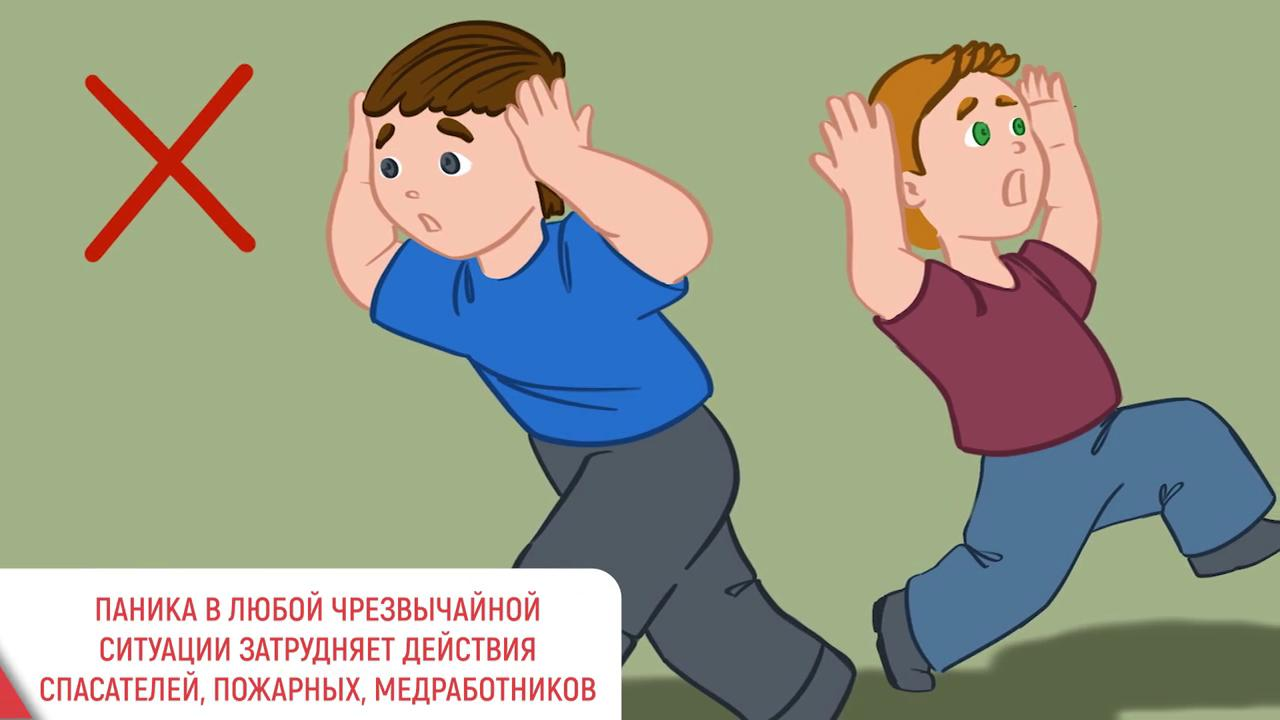 ПАНИКА В ЛЮБОЙ ЧРЕЗВЫЧАЙНОЙ
СИТУАЦИИ ЗАТРУДНЯЕТ ДЕЙСТВИЯ
СПАСАТЕЛЕЙ, ПОЖАРНЫХ, МЕДРАБОТНИКОВ